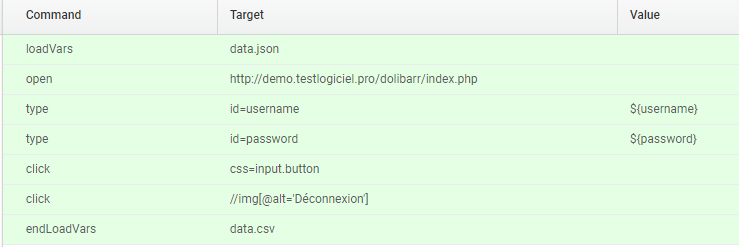 Command Target Value
loadVars data.json
open http://demo.testlogiciel.pro/dolibarr/index.php
type id=username ${username}
type id=password ${password}
click css=input.button
click //img[@alt='Déconnexion']
endLoadVars data.csv